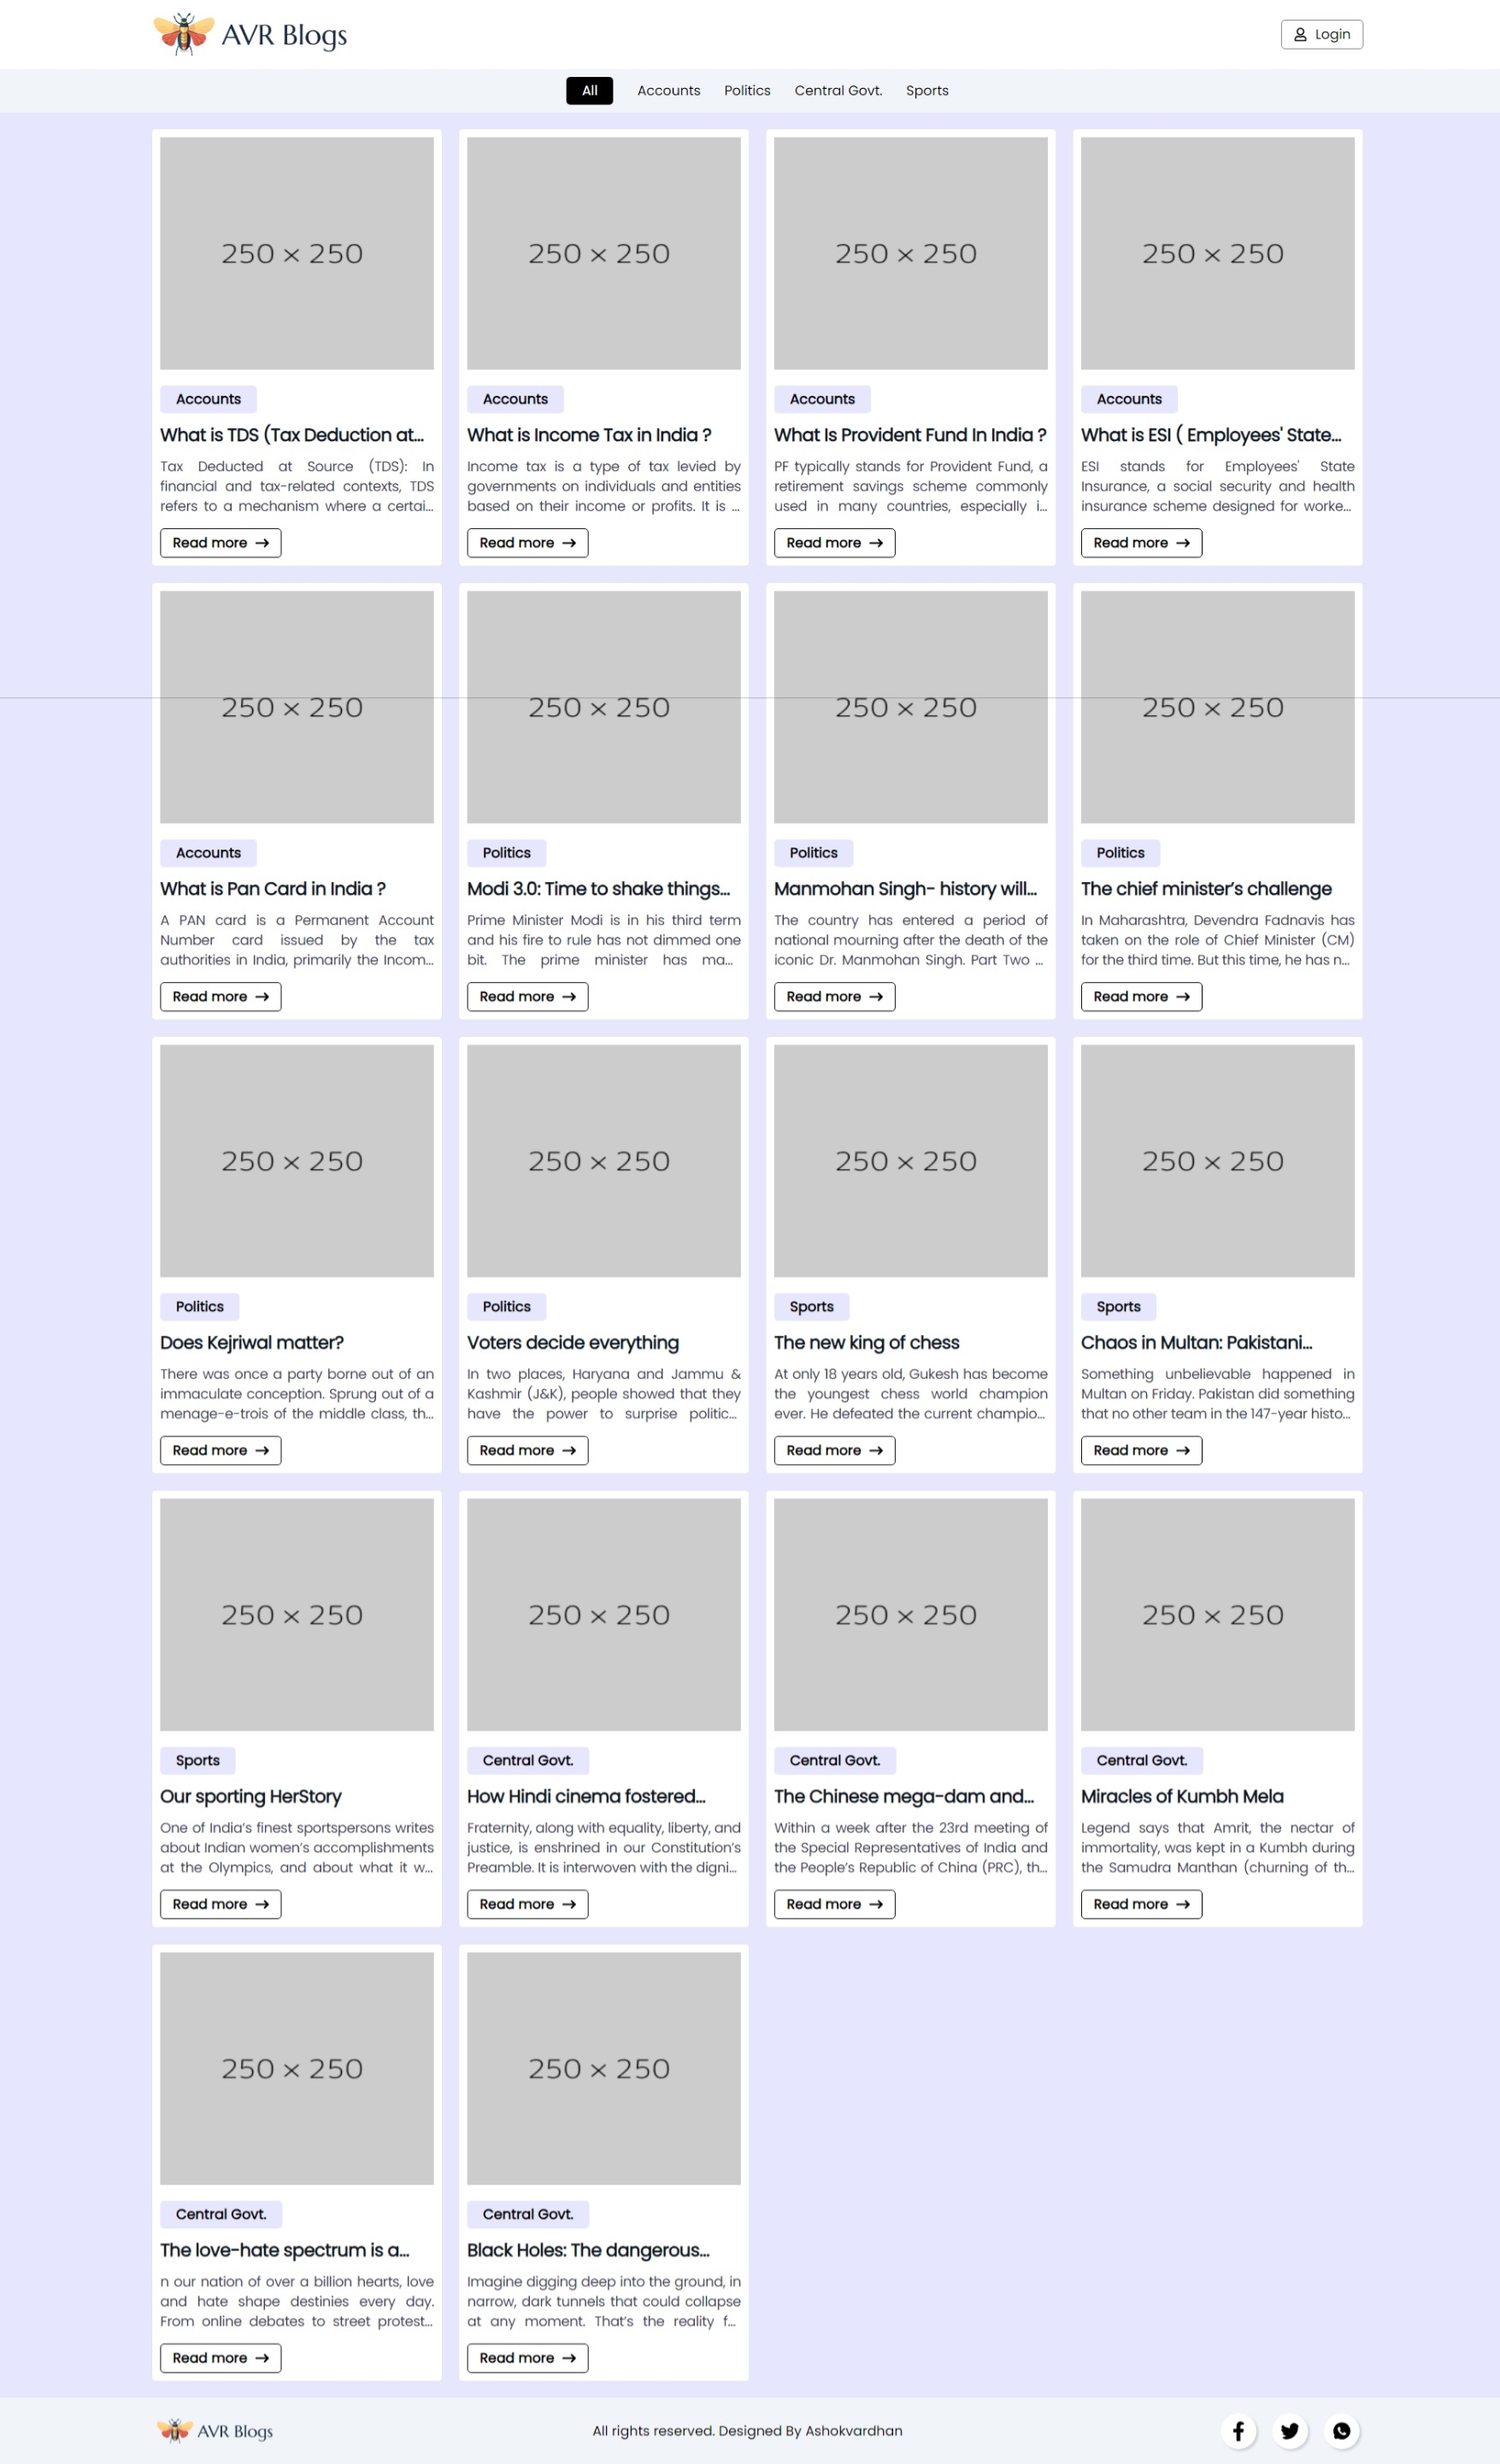 AVR Blogs
Login
All Accounts Politics Central Govt. Sports
250 × 250
Accounts
What is TDS (Tax Deduction at...
Tax Deducted at Source (TDS): In
financial and tax-related contexts, TDS
refers to a mechanism where a certai...
Read more →
250 × 250
Accounts
What is Income Tax in India ?
Income tax is a type of tax levied by
governments on individuals and entities
based on their income or profits. It is ...
Read more →
250 × 250
Accounts
What Is Provident Fund In India ?
PF typically stands for Provident Fund, a
retirement savings scheme commonly
used in many countries, especially i...
Read more →
250 × 250
Accounts
What is ESI ( Employees' State...
ESI stands for Employees' State
Insurance, a social security and health
insurance scheme designed for worke...
Read more →
250 × 250
Accounts
What is Pan Card in India ?
A PAN card is a Permanent Account
Number card issued by the tax
authorities in India, primarily the Incom...
Read more →
250 × 250
Politics
Modi 3.0: Time to shake things...
Prime Minister Modi is in his third term
and his fire to rule has not dimmed one
bit. The prime minister has ma...
Read more →
250 × 250
Politics
Manmohan Singh- history will...
The country has entered a period of
national mourning after the death of the
iconic Dr. Manmohan Singh. Part Two ...
Read more →
250 × 250
Politics
The chief minister’s challenge
In Maharashtra, Devendra Fadnavis has
taken on the role of Chief Minister (CM)
for the third time. But this time, he has n...
Read more →
250 × 250
Politics
Does Kejriwal matter?
There was once a party borne out of an
immaculate conception. Sprung out of a
menage-e-trois of the middle class, th...
Read more →
250 × 250
Politics
Voters decide everything
In two places, Haryana and Jammu &
Kashmir (J&K), people showed that they
have the power to surprise politic...
Read more →
250 × 250
Sports
The new king of chess
At only 18 years old, Gukesh has become
the youngest chess world champion
ever. He defeated the current champio...
Read more →
250 × 250
Sports
Chaos in Multan: Pakistani...
Something unbelievable happened in
Multan on Friday. Pakistan did something
that no other team in the 147-year histo...
Read more →
250 × 250
Sports
Our sporting HerStory
One of India’s finest sportspersons writes
about Indian women’s accomplishments
at the Olympics, and about what it w...
Read more →
250 × 250
Central Govt.
How Hindi cinema fostered...
Fraternity, along with equality, liberty, and
justice, is enshrined in our Constitution’s
Preamble. It is interwoven with the digni...
Read more →
250 × 250
Central Govt.
The Chinese mega-dam and...
Within a week after the 23rd meeting of
the Special Representatives of India and
the People’s Republic of China (PRC), th...
Read more →
250 × 250
Central Govt.
Miracles of Kumbh Mela
Legend says that Amrit, the nectar of
immortality, was kept in a Kumbh during
the Samudra Manthan (churning of th...
Read more →
250 × 250
Central Govt.
The love-hate spectrum is a...
n our nation of over a billion hearts, love
and hate shape destinies every day.
From online debates to street protest...
Read more →
250 × 250
Central Govt.
Black Holes: The dangerous...
Imagine digging deep into the ground, in
narrow, dark tunnels that could collapse
at any moment. That’s the reality f...
Read more →
AVR Blogs
All rights reserved. Designed By Ashokvardhan